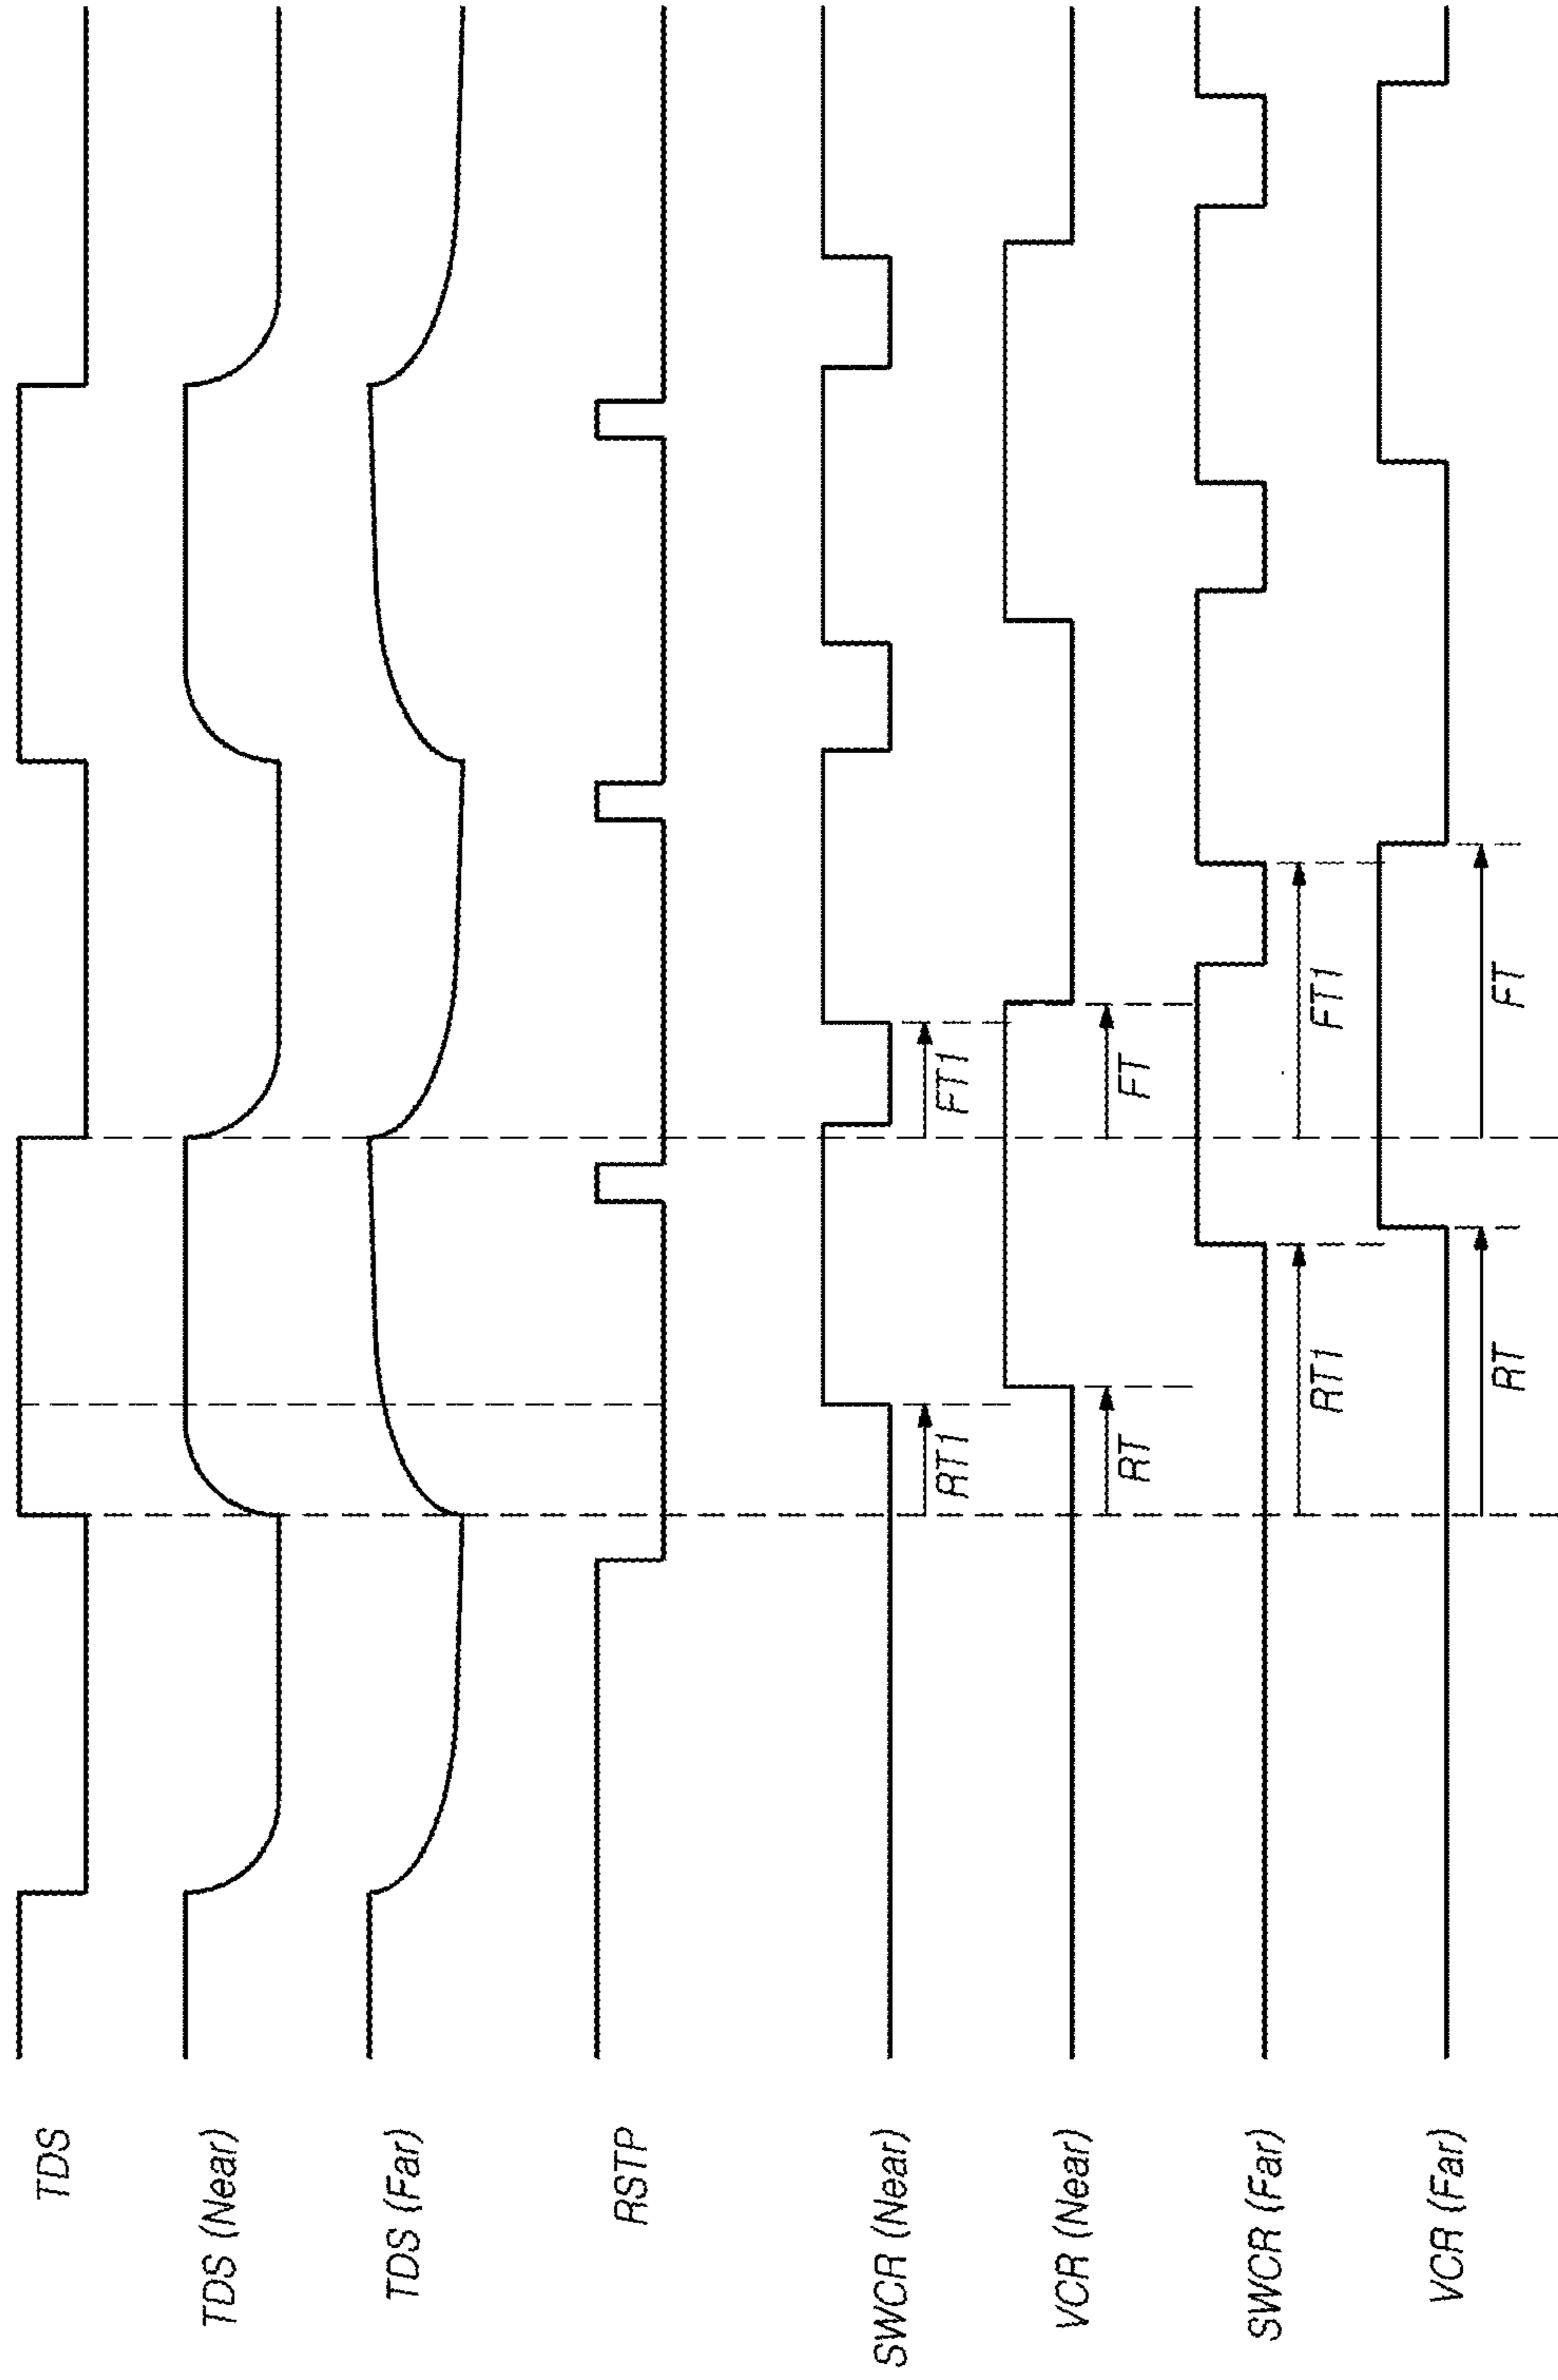 TDS
TDS (Near)
TDS (Far)
RSTP
SWCR (Near)
RT1
FT1
VCR (Near)
RT
FT
SWCR (Far)
RT1
FT1
VCR (Far)
RT
FT